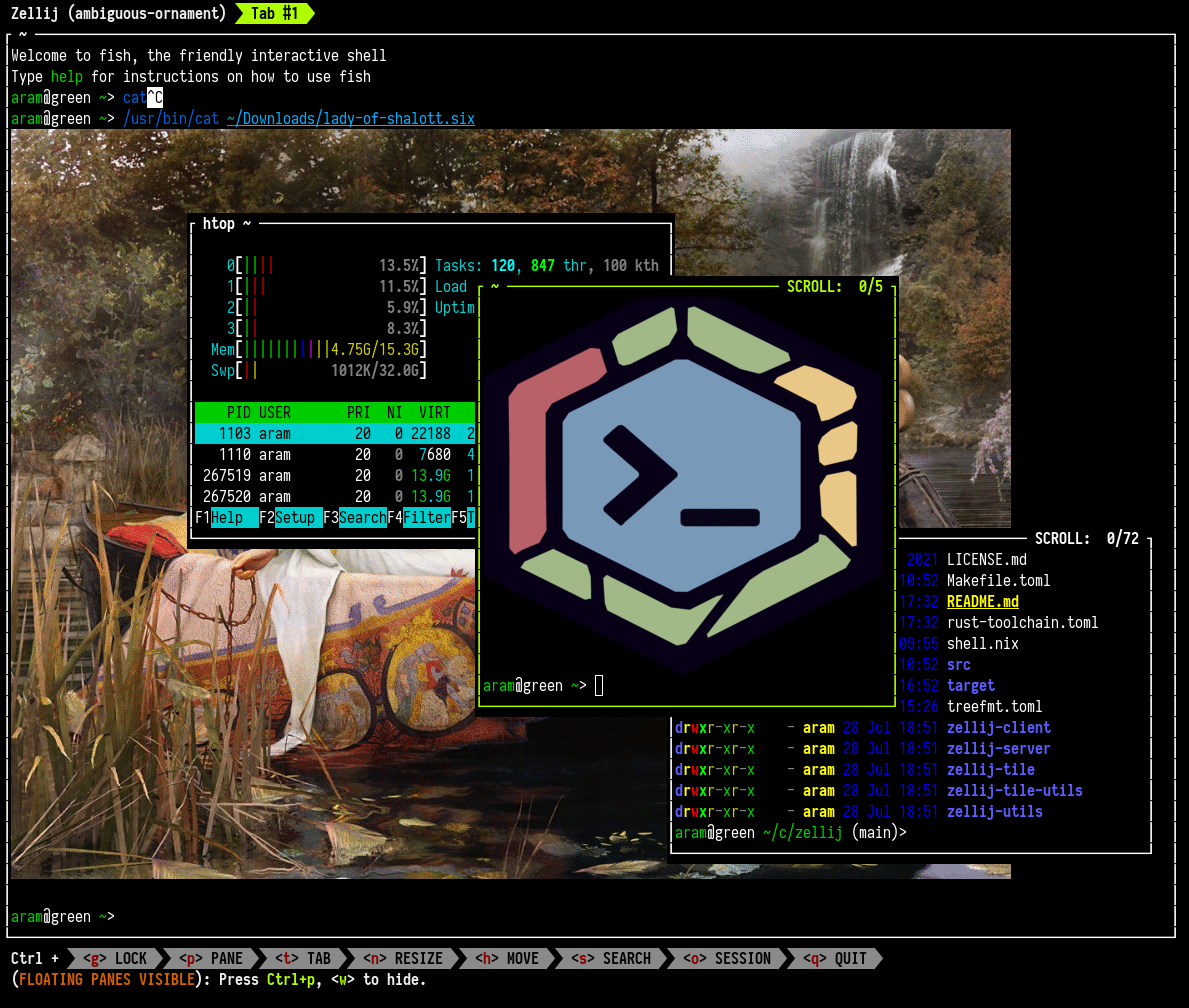 Zellij (ambiguous-ornament) Tab #1
~
Welcome to fish, the friendly interactive shell
Type help for instructions on how to use fish
aram@green ~> cat^C
aram@green ~> /usr/bin/cat ~/Downloads/lady-of-shalott.six
htop ~
0[|||| 13.5%] Tasks: 120, 847 thr, 100 kth
1[||| 11.5%] Load
2[|| 5.9%] Uptim
3[|| 8.3%]
Mem[|||||||||||4.75G/15.3G]
Swp[|| 1012K/32.0G]
PID USER PRI NI VIRT
1103 aram 20 0 22188 2
1110 aram 20 0 7680 4
267519 aram 20 0 13.9G 1
267520 aram 20 0 13.9G 1
F1Help F2Setup F3SearchF4FilterF5T
~ SCROLL: 0/5
>_
aram@green ~>
SCROLL: 0/72
2021 LICENSE.md
10:52 Makefile.toml
17:32 README.md
17:32 rust-toolchain.toml
09:55 shell.nix
10:52 src
16:52 target
15:26 treefmt.toml
drwxr-xr-x - aram 28 Jul 18:51 zellij-client
drwxr-xr-x - aram 28 Jul 18:51 zellij-server
drwxr-xr-x - aram 28 Jul 18:51 zellij-tile
drwxr-xr-x - aram 28 Jul 18:51 zellij-tile-utils
drwxr-xr-x - aram 28 Jul 18:51 zellij-utils
aram@green ~/c/zellij (main)>
aram@green ~>
Ctrl + <g> LOCK <p> PANE <t> TAB <n> RESIZE <h> MOVE <s> SEARCH <o> SESSION <q> QUIT
(FLOATING PANES VISIBLE): Press Ctrl+p, <w> to hide.